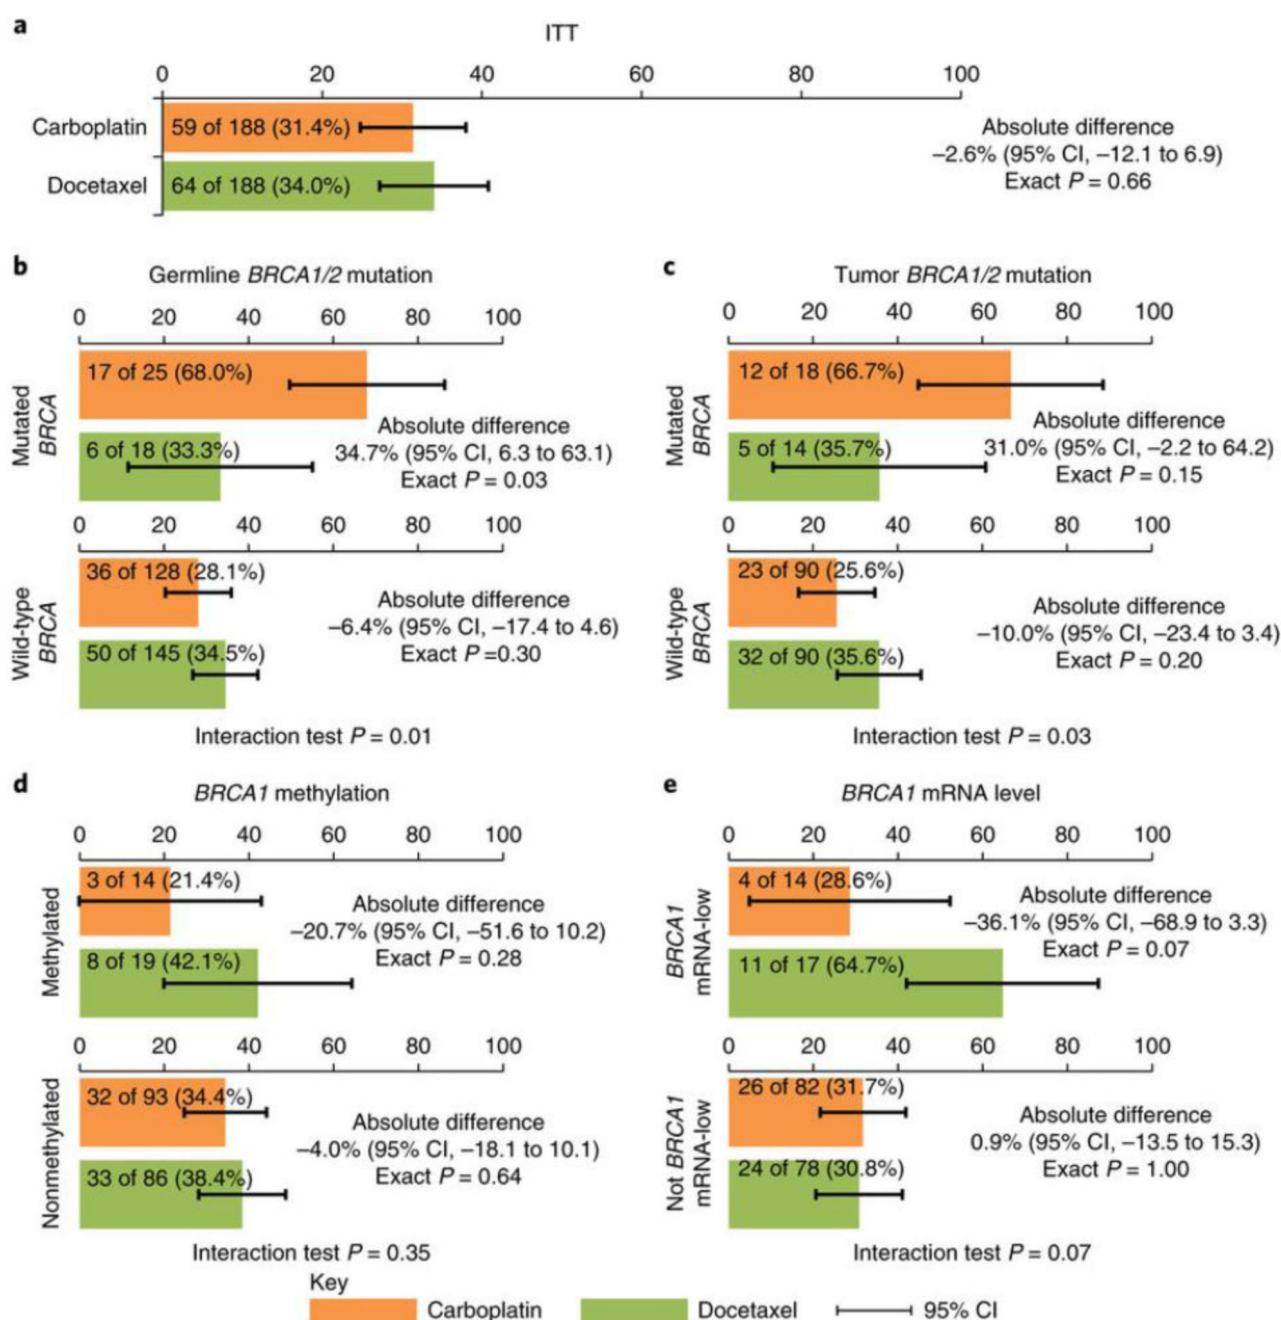 a
ITT
0 20 40 60 80 100
Carboplatin
59 of 188 (31.4%)
Docetaxel
64 of 188 (34.0%)
Absolute difference
–2.6% (95% CI, –12.1 to 6.9)
Exact P = 0.66
b
Germline BRCA1/2 mutation
0 20 40 60 80 100
Mutated
BRCA
17 of 25 (68.0%)
6 of 18 (33.3%)
Absolute difference
34.7% (95% CI, 6.3 to 63.1)
Exact P = 0.03
0 20 40 60 80 100
Wild-type
BRCA
36 of 128 (28.1%)
50 of 145 (34.5%)
Absolute difference
–6.4% (95% CI, –17.4 to 4.6)
Exact P =0.30
Interaction test P = 0.01
c
Tumor BRCA1/2 mutation
0 20 40 60 80 100
Mutated
BRCA
12 of 18 (66.7%)
5 of 14 (35.7%)
Absolute difference
31.0% (95% CI, –2.2 to 64.2)
Exact P = 0.15
0 20 40 60 80 100
Wild-type
BRCA
23 of 90 (25.6%)
32 of 90 (35.6%)
Absolute difference
–10.0% (95% CI, –23.4 to 3.4)
Exact P = 0.20
Interaction test P = 0.03
d
BRCA1 methylation
0 20 40 60 80 100
Methylated
3 of 14 (21.4%)
8 of 19 (42.1%)
Absolute difference
–20.7% (95% CI, –51.6 to 10.2)
Exact P = 0.28
0 20 40 60 80 100
Nonmethylated
32 of 93 (34.4%)
33 of 86 (38.4%)
Absolute difference
–4.0% (95% CI, –18.1 to 10.1)
Exact P = 0.64
Interaction test P = 0.35
e
BRCA1 mRNA level
0 20 40 60 80 100
BRCA1
mRNA-low
4 of 14 (28.6%)
11 of 17 (64.7%)
Absolute difference
–36.1% (95% CI, –68.9 to 3.3)
Exact P = 0.07
0 20 40 60 80 100
Not BRCA1
mRNA-low
26 of 82 (31.7%)
24 of 78 (30.8%)
Absolute difference
0.9% (95% CI, –13.5 to 15.3)
Exact P = 1.00
Interaction test P = 0.07
Key
Carboplatin Docetaxel 95% CI